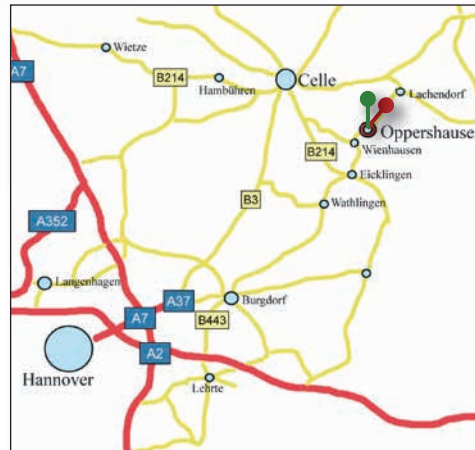 Wietze
A7
B214
Hambühren
Celle
Lachendorf
Oppershause
B214
Wienhausen
Eicklingen
B3
Wathlingen
A352
Langenhagen
A37
Burgdorf
A7
B443
A2
Hannover
Lehrte